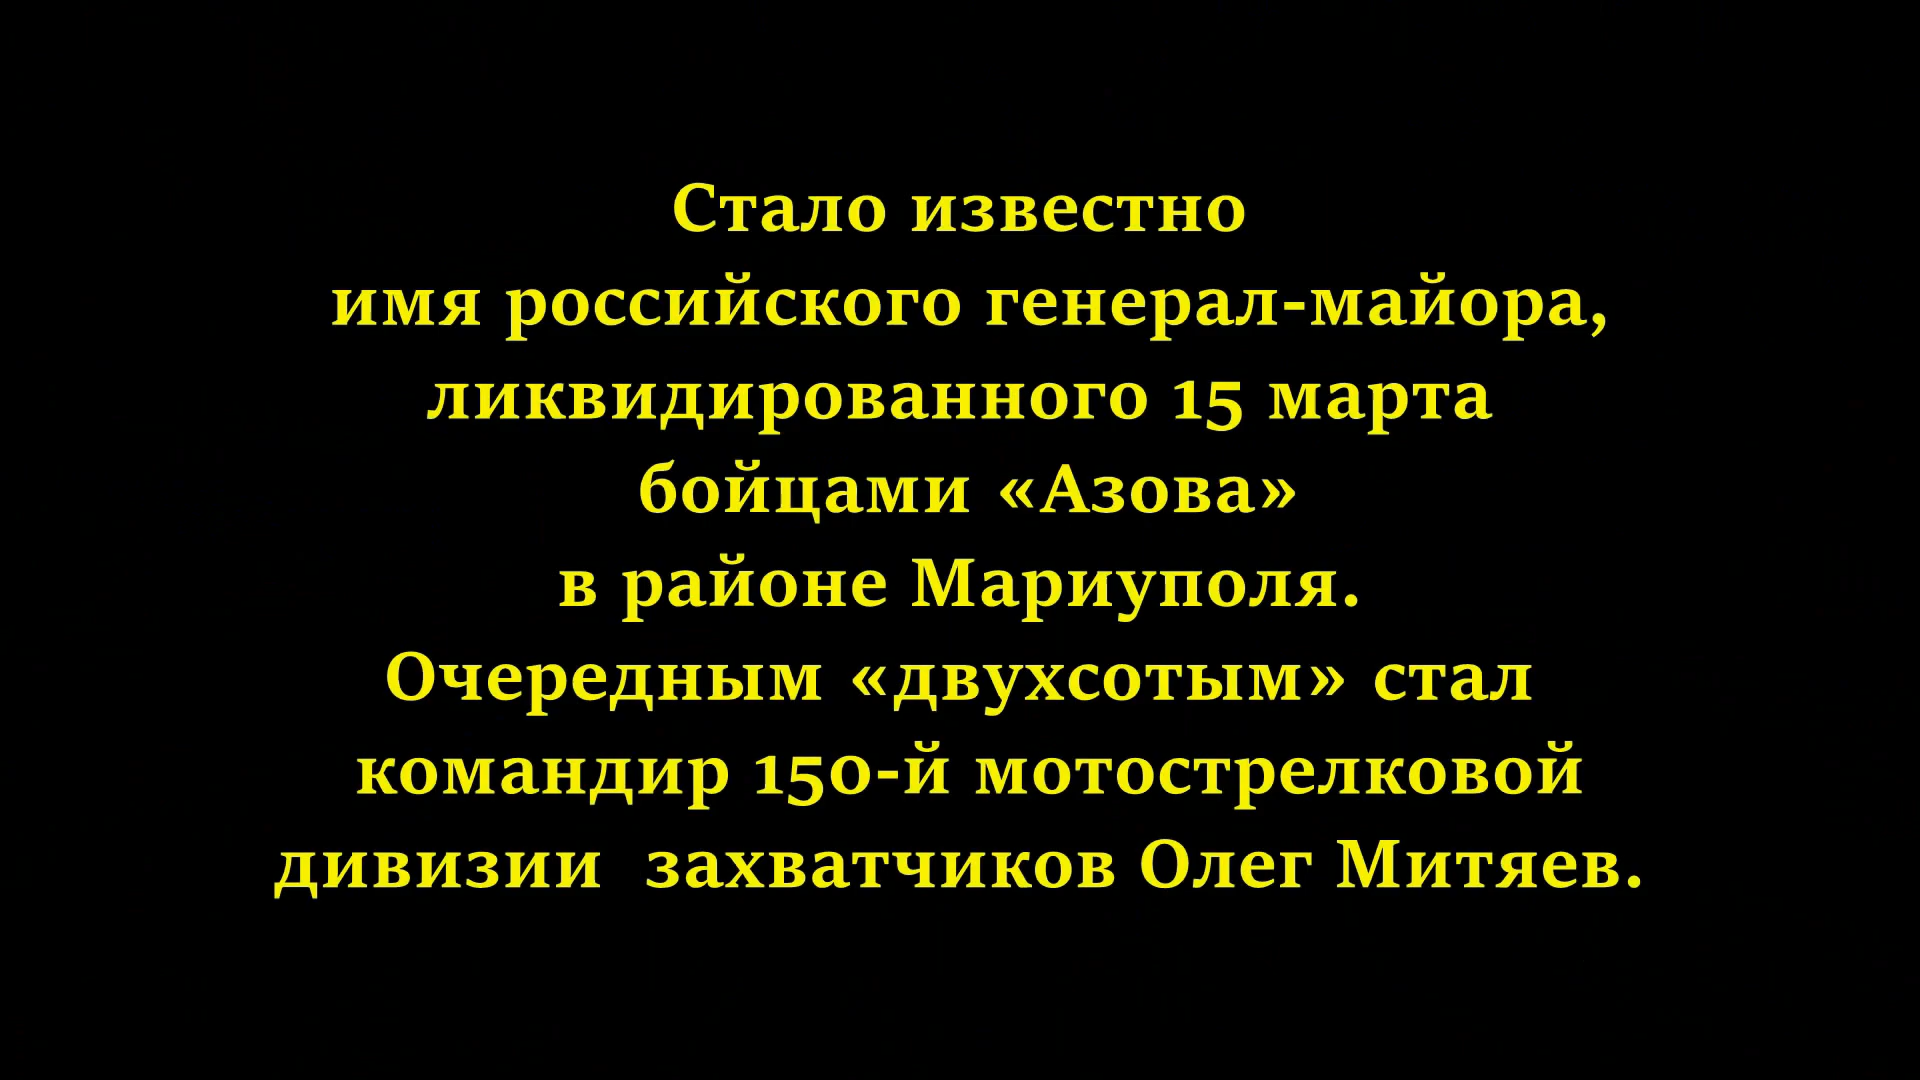 Стало известно
имя российского генерал-майора,
ликвидированного 15 марта
бойцами «Азова»
в районе Мариуполя.
Очередным «двухсотым» стал
командир 150-й мотострелковой
дивизии  захватчиков Олег Митяев.